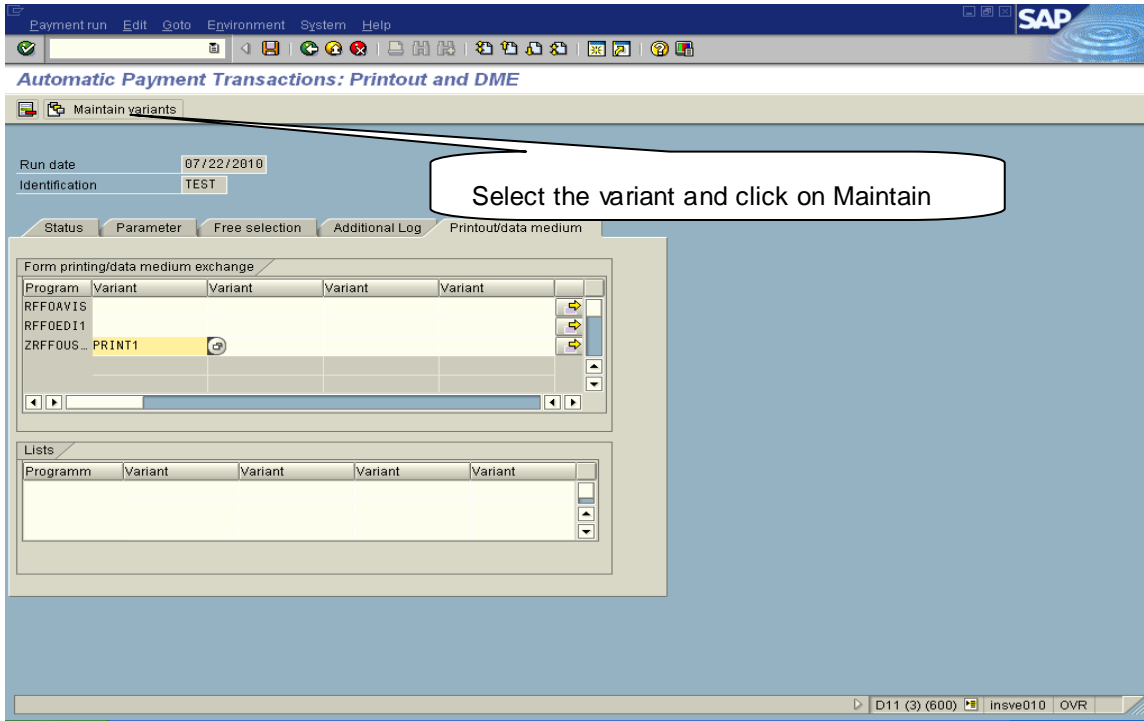 Payment run Edit Goto Environment System Help
SAP
Automatic Payment Transactions: Printout and DME
Maintain variants
Run date 07/22/2010
Identification TEST
Select the variant and click on Maintain
Status Parameter Free selection Additional Log Printout/data medium
Form printing/data medium exchange
Program Variant Variant Variant Variant
RFFOAVIS
RFFOEDI1
ZRFFOUS... PRINT1
Lists
Programm Variant Variant Variant Variant
D11 (3) (600) insve010 OVR